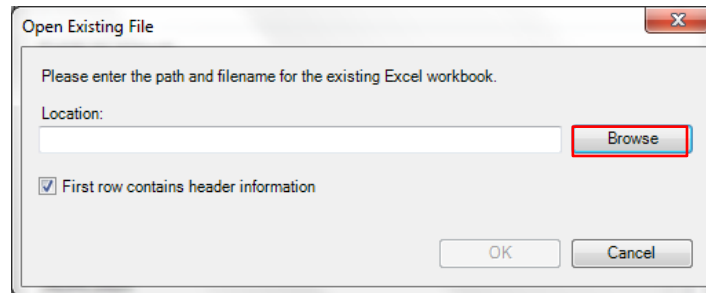 Open Existing File
Please enter the path and filename for the existing Excel workbook.
Location:
Browse
First row contains header information
OK
Cancel